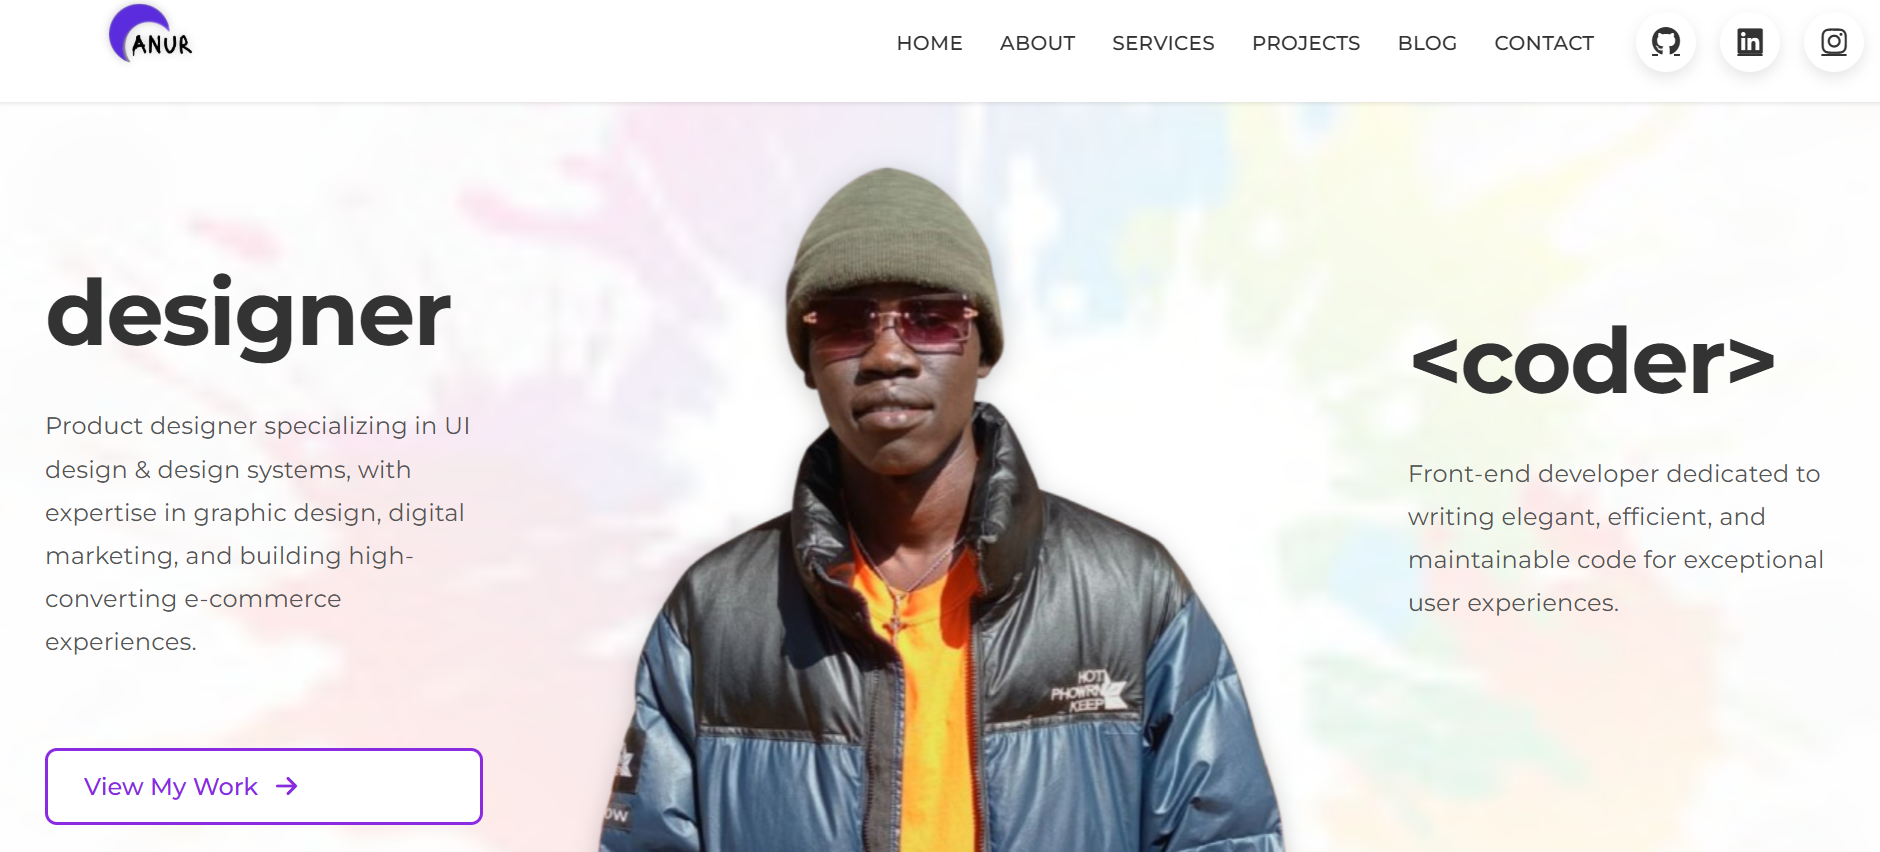 ANUR
HOME ABOUT SERVICES PROJECTS BLOG CONTACT
designer
Product designer specializing in UI
design & design systems, with
expertise in graphic design, digital
marketing, and building high-
converting e-commerce
experiences.
View My Work
<coder>
Front-end developer dedicated to
writing elegant, efficient, and
maintainable code for exceptional
user experiences.
HOT
PHOWRN
KEEP